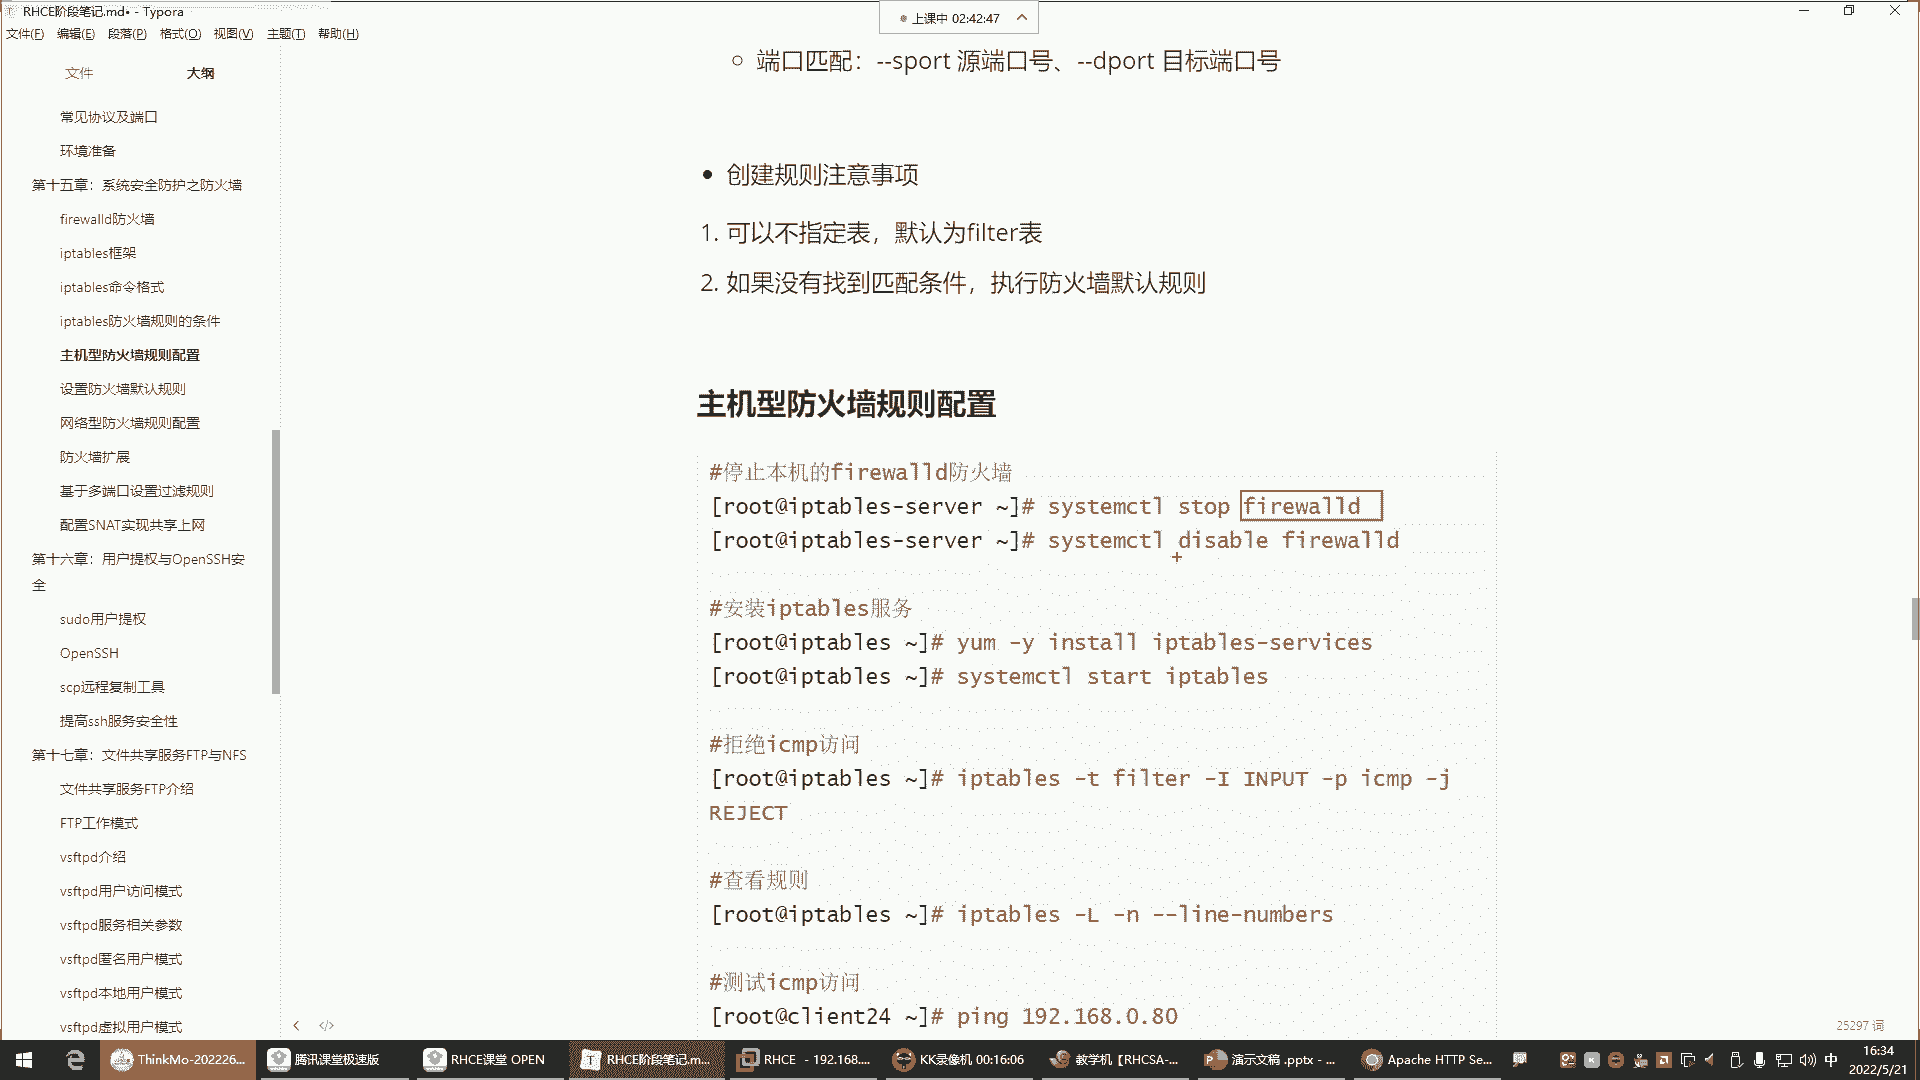 RHCE阶段笔记.md• - Typora
上课中 02:42:47
文件(F) 编辑(E) 段落(P) 格式(O) 视图(V) 主题(T) 帮助(H)
文件 大纲
常见协议及端口
环境准备
第十五章：系统安全防护之防火墙
firewalld防火墙
iptables框架
iptables命令格式
iptables防火墙规则的条件
主机型防火墙规则配置
设置防火墙默认规则
网络型防火墙规则配置
防火墙扩展
基于多端口设置过滤规则
配置SNAT实现共享上网
第十六章：用户提权与OpenSSH安
全
sudo用户提权
OpenSSH
scp远程复制工具
提高ssh服务安全性
第十七章：文件共享服务FTP与NFS
文件共享服务FTP介绍
FTP工作模式
vsftpd介绍
vsftpd用户访问模式
vsftpd服务相关参数
vsftpd匿名用户模式
vsftpd本地用户模式
vsftpd虚拟用户模式
端口匹配：--sport 源端口号、--dport 目标端口号
创建规则注意事项
1. 可以不指定表，默认为filter表
2. 如果没有找到匹配条件，执行防火墙默认规则
主机型防火墙规则配置
#停止本机的firewalld防火墙
[root@iptables-server ~]# systemctl stop firewalld
[root@iptables-server ~]# systemctl disable firewalld
#安装iptables服务
[root@iptables ~]# yum -y install iptables-services
[root@iptables ~]# systemctl start iptables
#拒绝icmp访问
[root@iptables ~]# iptables -t filter -I INPUT -p icmp -j
REJECT
#查看规则
[root@iptables ~]# iptables -L -n --line-numbers
#测试icmp访问
[root@client24 ~]# ping 192.168.0.80
25297 词
ThinkMo-202226...
腾讯课堂极速版
RHCE课堂 OPEN
RHCE阶段笔记.m...
RHCE - 192.168....
KK录像机 00:16:06
教学机【RHCSA-...
演示文稿 .pptx - ...
Apache HTTP Se...
中
16:34
2022/5/21